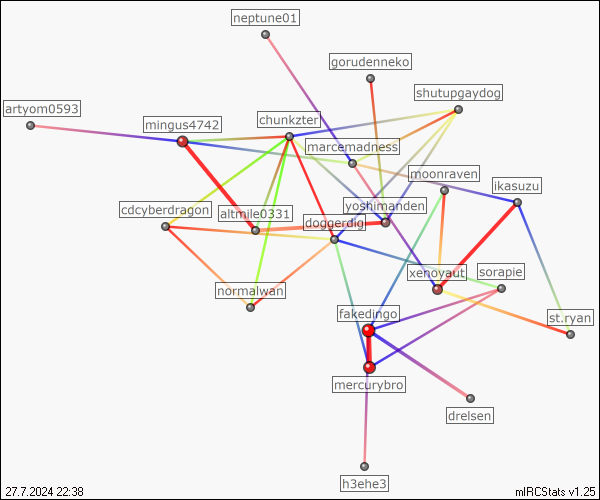 neptune01
gorudenneko
shutupgaydog
artyom0593
mingus4742
chunkzter
marcemadness
moonraven
ikasuzu
cdcyberdragon
altmile0331
yoshimanden
doggerdig
xenoyaut
sorapie
normalwan
fakedingo
st.ryan
mercurybro
drelsen
h3ehe3
27.7.2024 22:38
mIRCStats v1.25